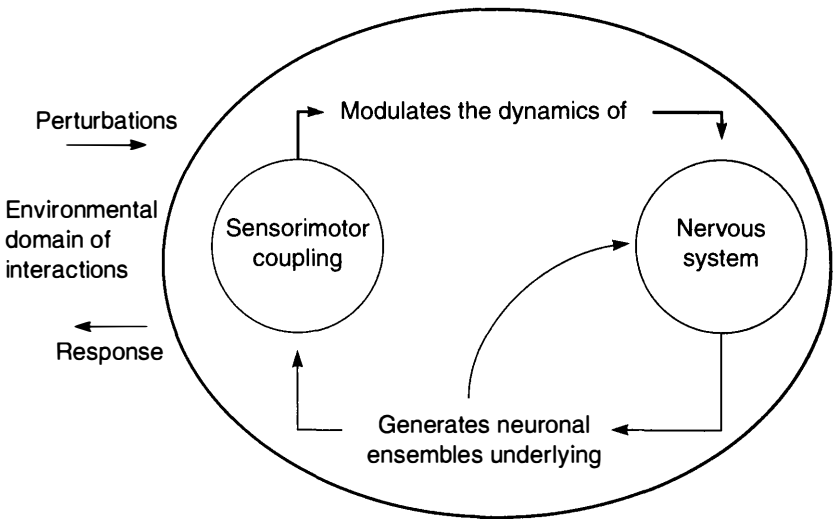 Perturbations
Environmental
domain of
interactions
Response
Modulates the dynamics of
Sensorimotor
coupling
Nervous
system
Generates neuronal
ensembles underlying